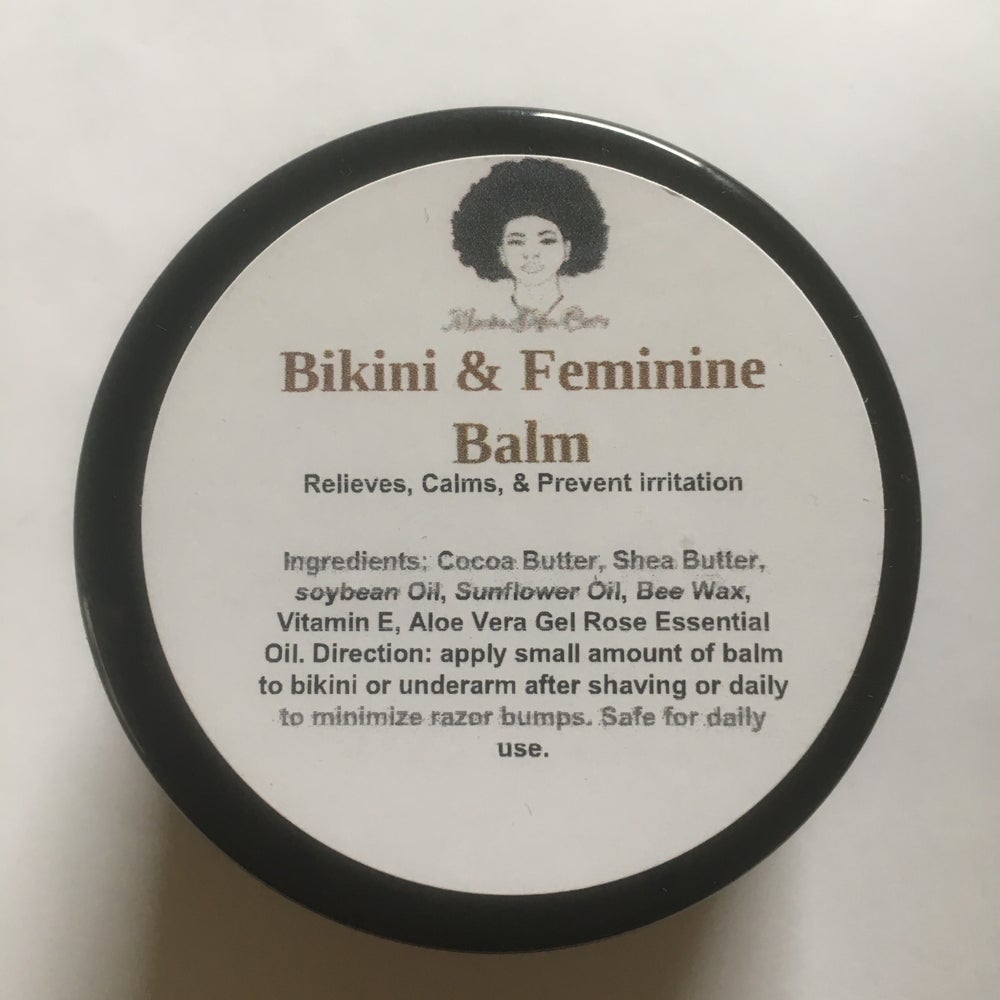 Bikini & Feminine
Balm
Relieves, Calms, & Prevent irritation
Ingredients: Cocoa Butter, Shea Butter,
soybean Oil, Sunflower Oil, Bee Wax,
Vitamin E, Aloe Vera Gel Rose Essential
Oil. Direction: apply small amount of balm
to bikini or underarm after shaving or daily
to minimize razor bumps. Safe for daily
use.